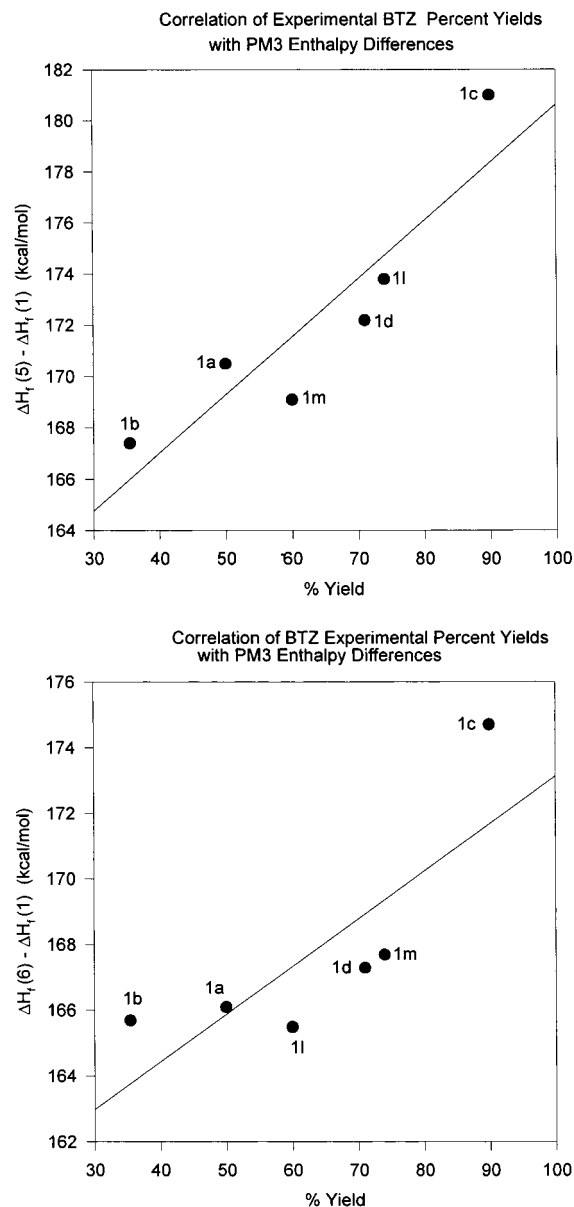 Correlation of Experimental BTZ Percent Yields
with PM3 Enthalpy Differences
182
180
178
176
174
172
170
168
166
164
ΔHf (5) - ΔHf (1) (kcal/mol)
1c
1l
1d
1a
1m
1b
30 40 50 60 70 80 90 100
% Yield
Correlation of BTZ Experimental Percent Yields
with PM3 Enthalpy Differences
176
174
172
170
168
166
164
162
ΔHf (6) - ΔHf (1) (kcal/mol)
1c
1m
1d
1a
1b
1l
30 40 50 60 70 80 90 100
% Yield